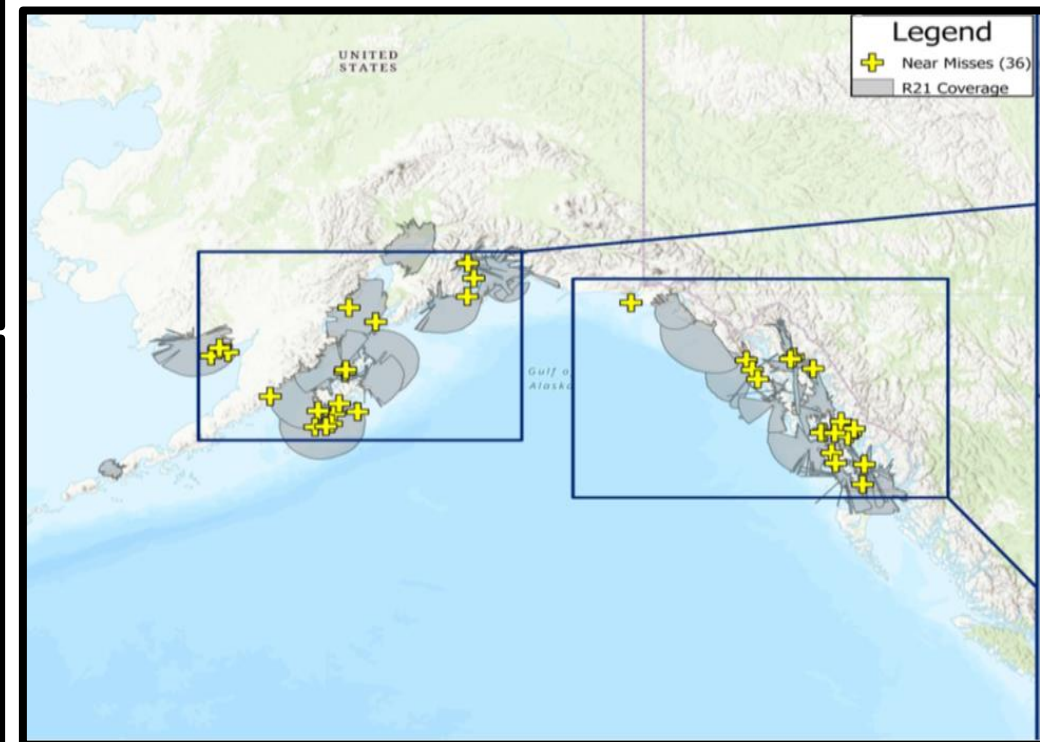 UNITED
STATES
Legend
Near Misses (36)
R21 Coverage
Gulf o
Alaska